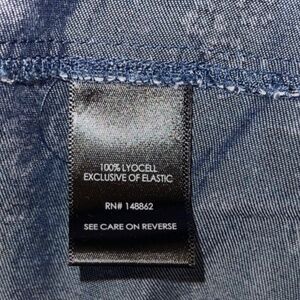 100% LYOCELL
EXCLUSIVE OF ELASTIC
RN# 148862
SEE CARE ON REVERSE